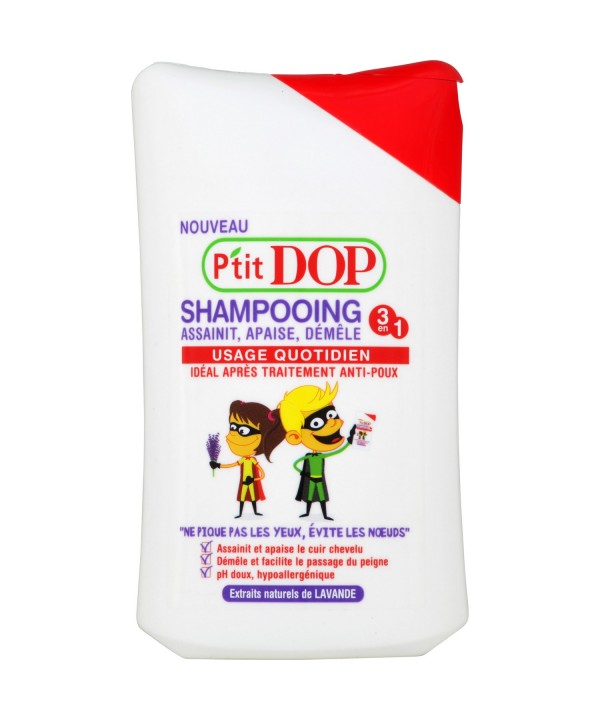 NOUVEAU
P'tit DOP
SHAMPOOING
ASSAINIT, APAISE, DÉMÊLE
3 en 1
USAGE QUOTIDIEN
IDÉAL APRÈS TRAITEMENT ANTI-POUX
"NE PIQUE PAS LES YEUX, ÉVITE LES NŒUDS"
Assainit et apaise le cuir chevelu
Démêle et facilite le passage du peigne
pH doux, hypoallergénique
Extraits naturels de LAVANDE